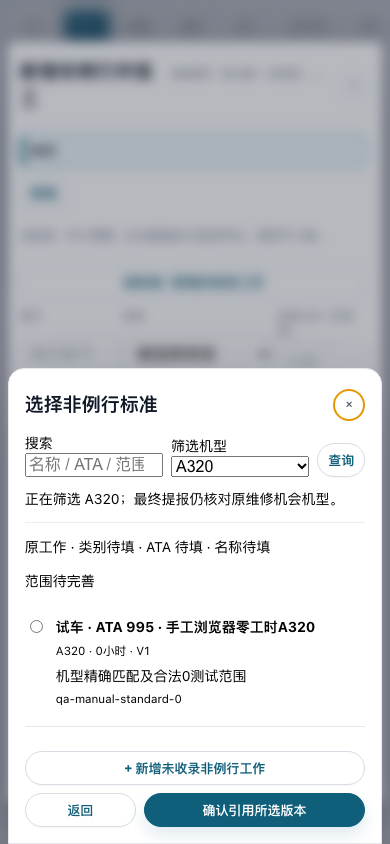 选择非例行标准
×
搜索
筛选机型
名称 / ATA / 范围
A320
查询
正在筛选 A320；最终提报仍核对原维修机会机型。
原工作 · 类别待填 · ATA 待填 · 名称待填
范围待完善
试车 · ATA 995 · 手工浏览器零工时A320
A320 · 0小时 · V1
机型精确匹配及合法0测试范围
qa-manual-standard-0
+ 新增未收录非例行工作
返回
确认引用所选版本